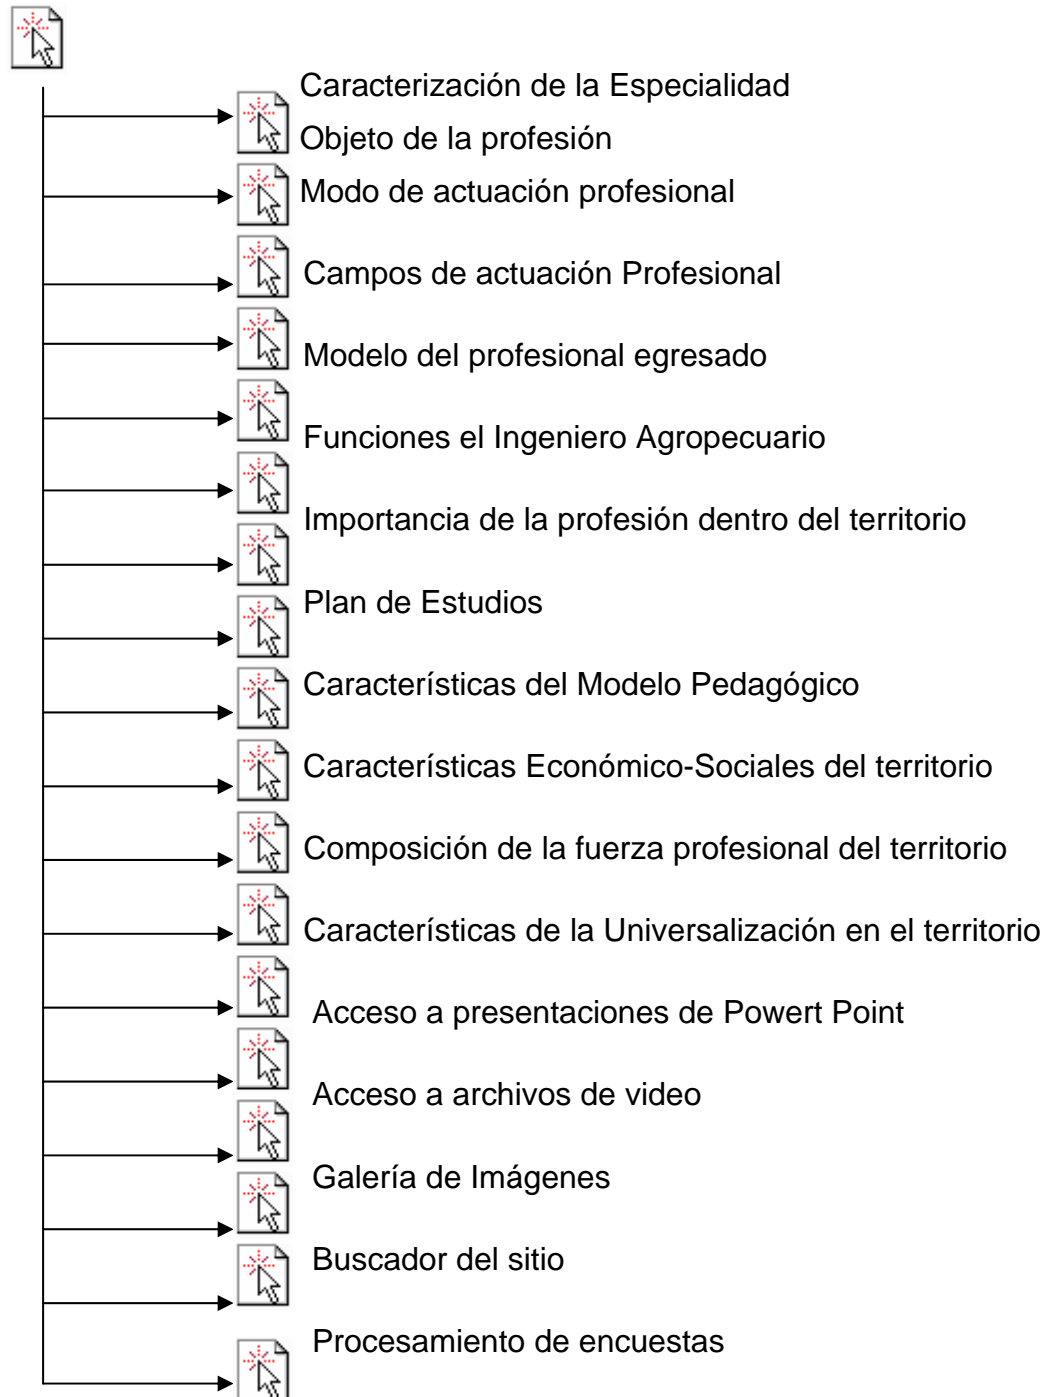 Caracterización de la Especialidad
Objeto de la profesión
Modo de actuación profesional
Campos de actuación Profesional
Modelo del profesional egresado
Funciones el Ingeniero Agropecuario
Importancia de la profesión dentro del territorio
Plan de Estudios
Características del Modelo Pedagógico
Características Económico-Sociales del territorio
Composición de la fuerza profesional del territorio
Características de la Universalización en el territorio
Acceso a presentaciones de Powert Point
Acceso a archivos de video
Galería de Imágenes
Buscador del sitio
Procesamiento de encuestas